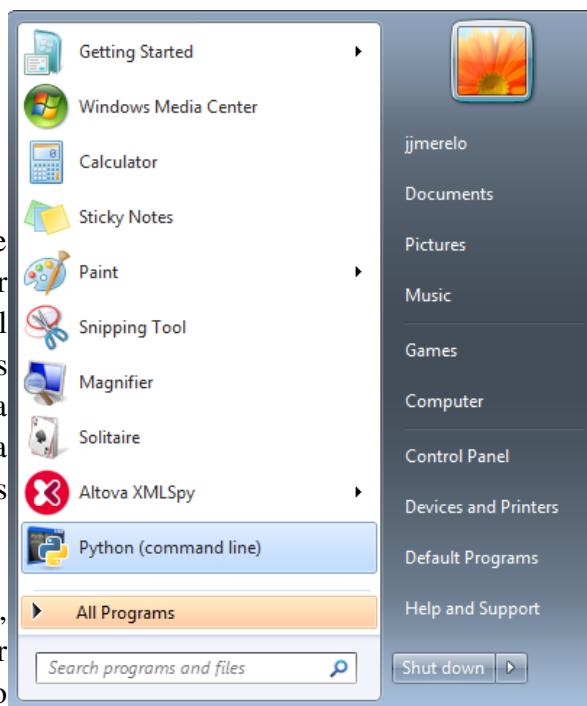 Getting Started
Windows Media Center
Calculator
Sticky Notes
Paint
Snipping Tool
Magnifier
Solitaire
Altova XMLSpy
Python (command line)
All Programs
Search programs and files
jjmerelo
Documents
Pictures
Music
Games
Computer
Control Panel
Devices and Printers
Default Programs
Help and Support
Shut down